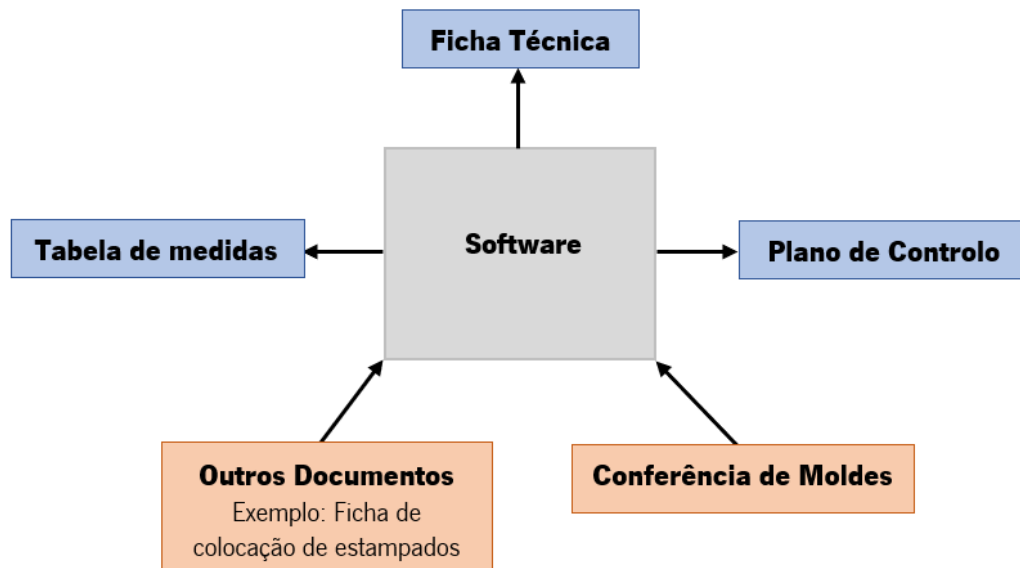 Ficha Técnica
Software
Tabela de medidas
Plano de Controlo
Outros Documentos
Exemplo: Ficha de
colocação de estampados
Conferência de Moldes